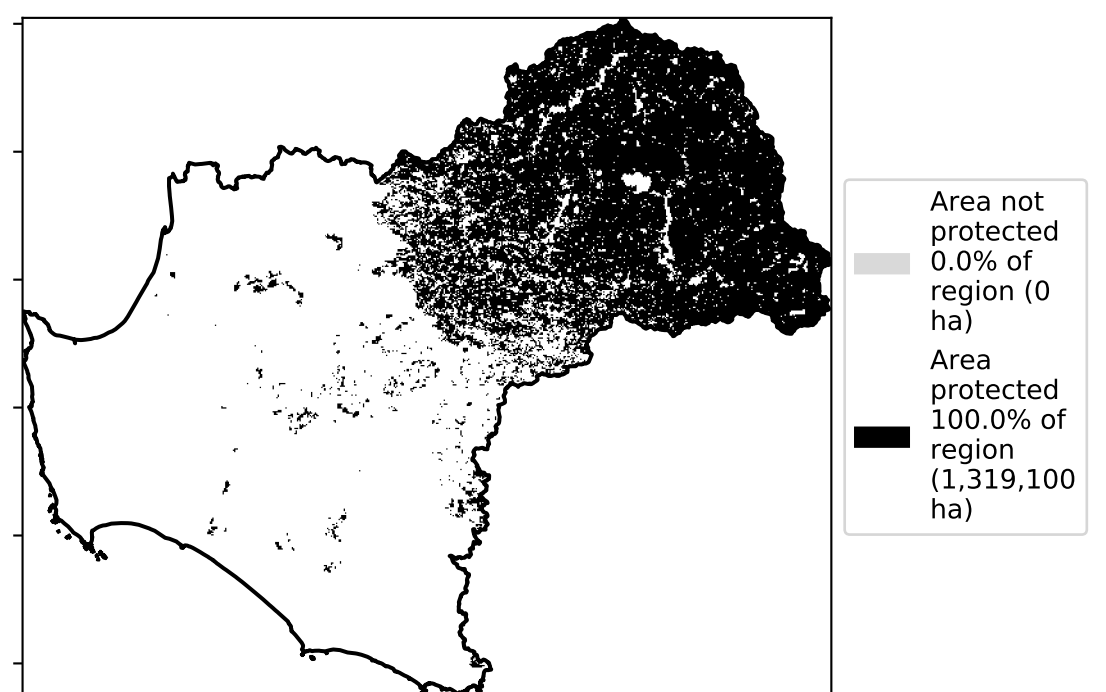 Area not
protected
0.0% of
region (0
ha)
Area
protected
100.0% of
region
(1,319,100
ha)